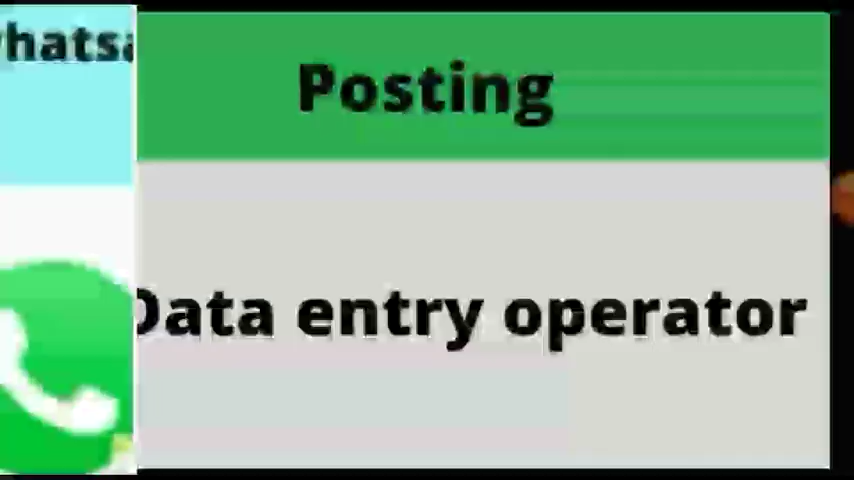 Posting
Data entry operator